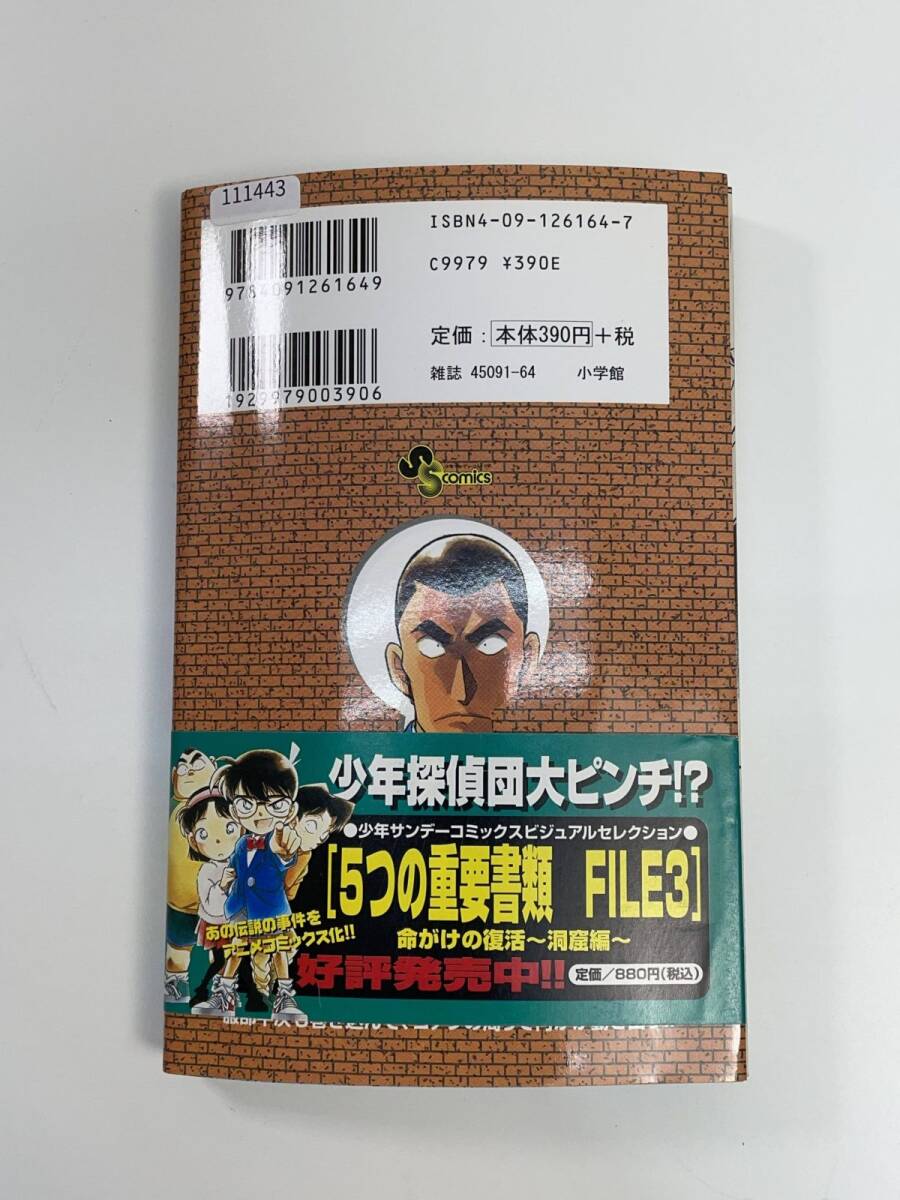 111443
ISBN4-09-126164-7
C9979 ¥390E
9784091261649
定価：本体390円+税
雑誌 45091-64 小学館
1929979003906
SS comics
少年探偵団大ピンチ!?
●少年サンデーコミックスビジュアルセレクション●
[5つの重要書類 FILE3]
あの伝説の事件を
アニメコミックス化!!
命がけの復活〜洞窟編〜
好評発売中!!
定価/880円(税込)